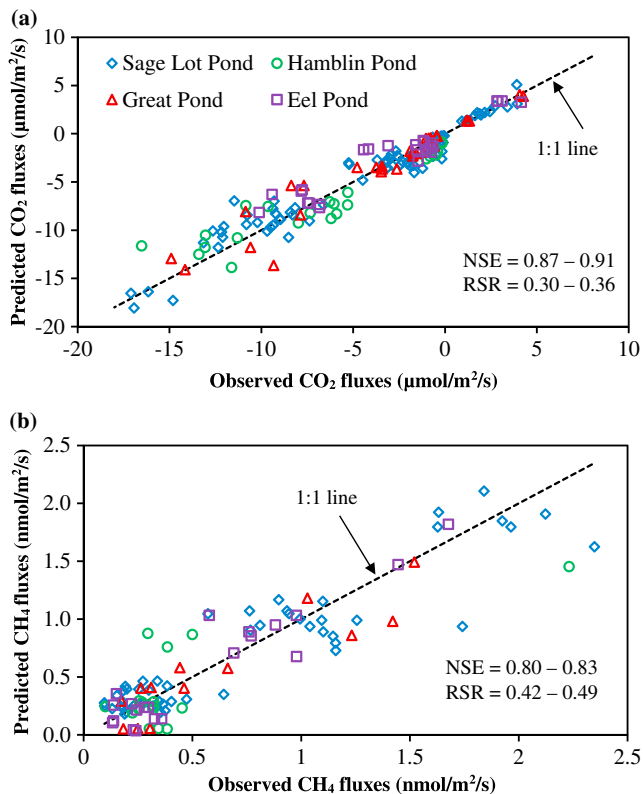 (a)
10
5
0
-5
-10
-15
-20
Predicted CO₂ fluxes (µmol/m²/s)
Sage Lot Pond
Hamblin Pond
Great Pond
Eel Pond
1:1 line
NSE = 0.87 – 0.91
RSR = 0.30 – 0.36
-20 -15 -10 -5 0 5 10
Observed CO₂ fluxes (µmol/m²/s)
(b)
2.5
2.0
1.5
1.0
0.5
0.0
Predicted CH₄ fluxes (nmol/m²/s)
1:1 line
NSE = 0.80 – 0.83
RSR = 0.42 – 0.49
0 0.5 1 1.5 2 2.5
Observed CH₄ fluxes (nmol/m²/s)